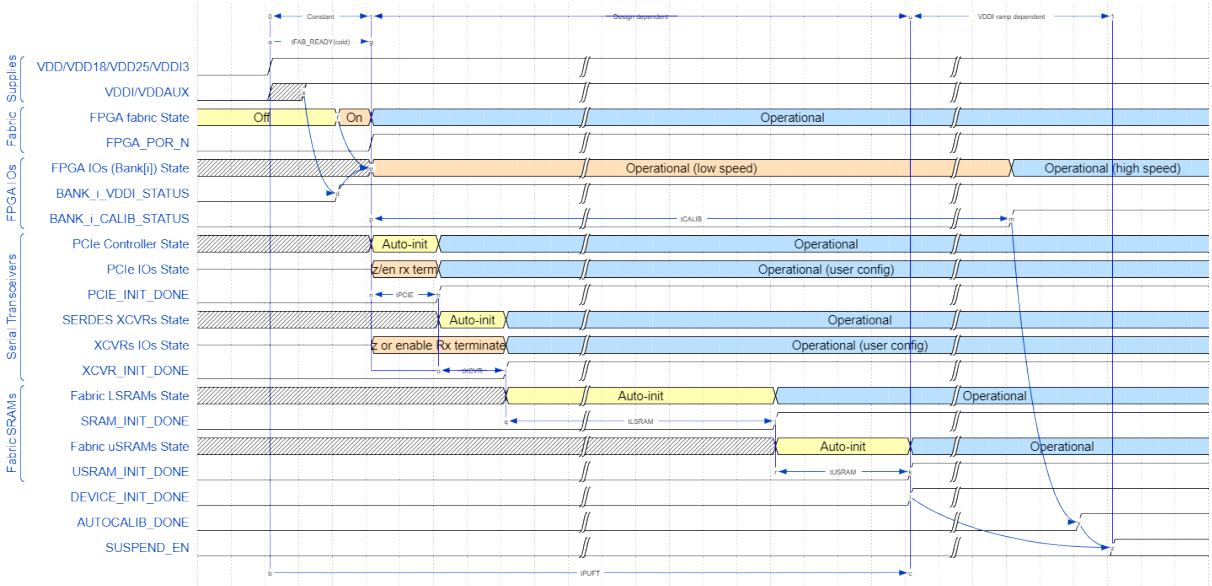 0 Constant i Design dependent u VDDI ramp dependent 1
a tFAB_READY(cold) g
Supplies
VDD/VDD18/VDD25/VDDI3
VDDI/VDDAUX
Fabric
FPGA fabric State Off On Operational
FPGA_POR_N
FPGA IOs
FPGA IOs (Bank[i]) State Operational (low speed) Operational (high speed)
BANK_i_VDDI_STATUS d
BANK_i_CALIB_STATUS p tCALIB m
Serial Transceivers
PCIe Controller State Auto-init Operational
PCIe IOs State z/en rx term Operational (user config)
PCIE_INIT_DONE n tPCIE h
SERDES XCVRs State Auto-init Operational
XCVRs IOs State z or enable Rx terminate Operational (user config)
XCVR_INIT_DONE o tXCVR
Fabric SRAMs
Fabric LSRAMs State Auto-init Operational
SRAM_INIT_DONE q tLSRAM
Fabric uSRAMs State Auto-init Operational
USRAM_INIT_DONE r tUSRAM k
DEVICE_INIT_DONE
AUTOCALIB_DONE
SUSPEND_EN
b tPUFT c